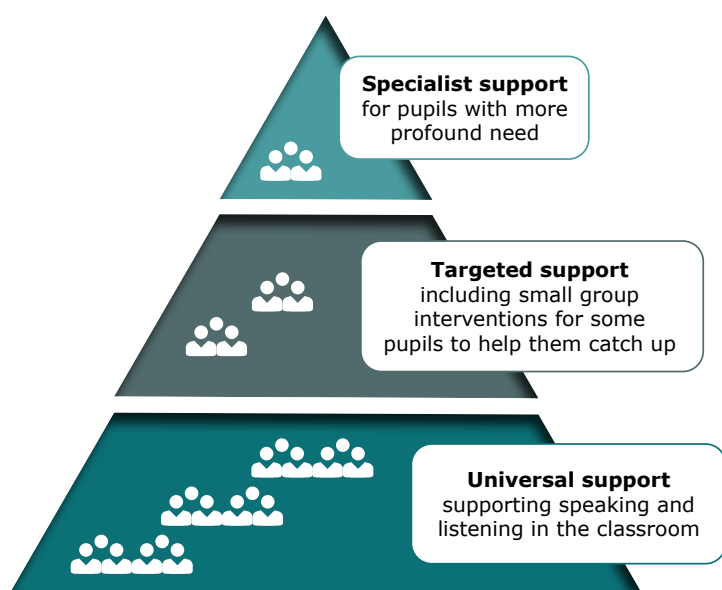 Specialist support
for pupils with more
profound need
Targeted support
including small group
interventions for some
pupils to help them catch up
Universal support
supporting speaking and
listening in the classroom